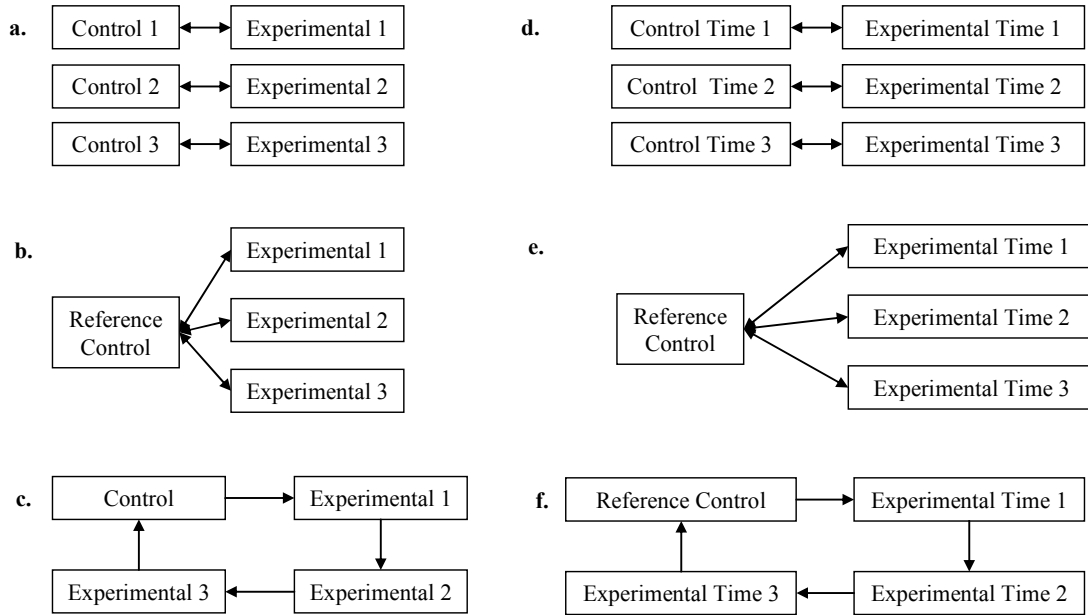 a.
Control 1
Experimental 1
Control 2
Experimental 2
Control 3
Experimental 3
b.
Reference
Control
Experimental 1
Experimental 2
Experimental 3
c.
Control
Experimental 1
Experimental 3
Experimental 2
d.
Control Time 1
Experimental Time 1
Control Time 2
Experimental Time 2
Control Time 3
Experimental Time 3
e.
Reference
Control
Experimental Time 1
Experimental Time 2
Experimental Time 3
f.
Reference Control
Experimental Time 1
Experimental Time 3
Experimental Time 2